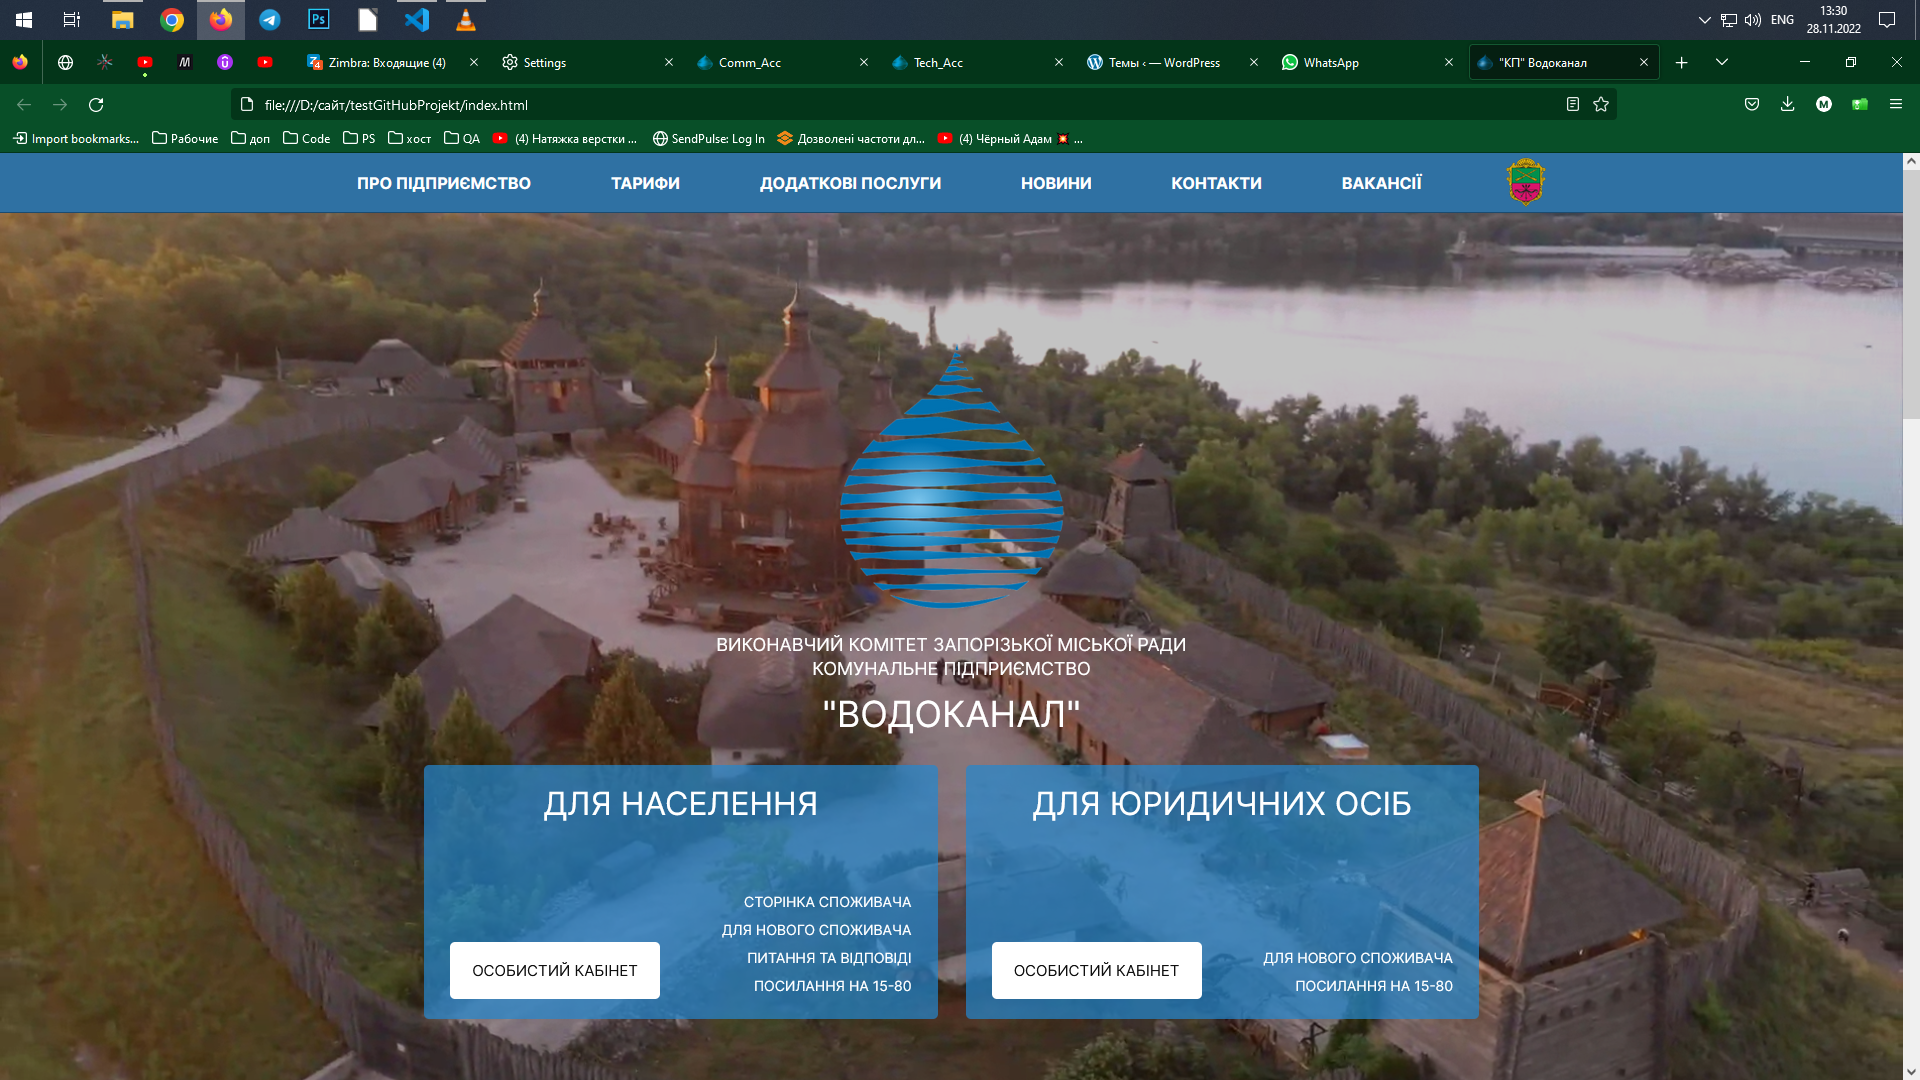 Ps
ENG
13:30
28.11.2022
Zimbra: Входящие (4)
Settings
Comm_Acc
Tech_Acc
Темы ‹ — WordPress
WhatsApp
"КП" Водоканал
file:///D:/сайт/testGitHubProjekt/index.html
M
Import bookmarks...
Рабочие
доп
Code
PS
хост
QA
(4) Натяжка верстки ...
SendPulse: Log In
Дозволені частоти дл...
(4) Чёрный Адам 💥 ...
ПРО ПІДПРИЄМСТВО
ТАРИФИ
ДОДАТКОВІ ПОСЛУГИ
НОВИНИ
КОНТАКТИ
ВАКАНСІЇ
ВИКОНАВЧИЙ КОМІТЕТ ЗАПОРІЗЬКОЇ МІСЬКОЇ РАДИ
КОМУНАЛЬНЕ ПІДПРИЄМСТВО
"ВОДОКАНАЛ"
ДЛЯ НАСЕЛЕННЯ
СТОРІНКА СПОЖИВАЧА
ДЛЯ НОВОГО СПОЖИВАЧА
ПИТАННЯ ТА ВІДПОВІДІ
ПОСИЛАННЯ НА 15-80
ОСОБИСТИЙ КАБІНЕТ
ДЛЯ ЮРИДИЧНИХ ОСІБ
ДЛЯ НОВОГО СПОЖИВАЧА
ПОСИЛАННЯ НА 15-80
ОСОБИСТИЙ КАБІНЕТ